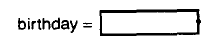 birthday =